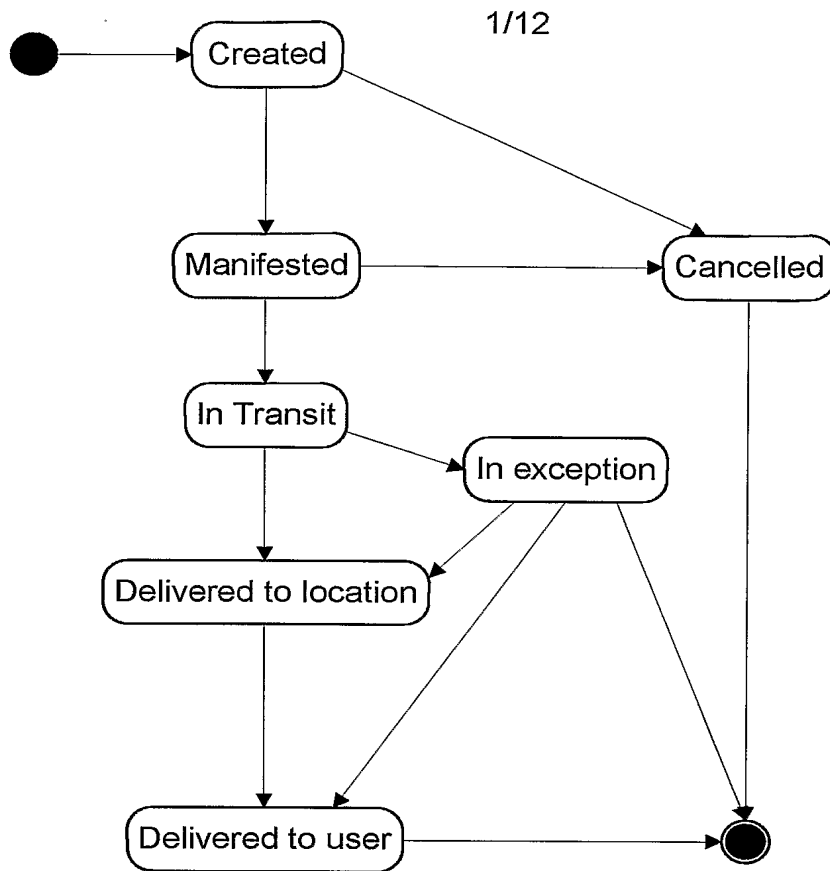 1/12
Created
Manifested
Cancelled
In Transit
In exception
Delivered to location
Delivered to user